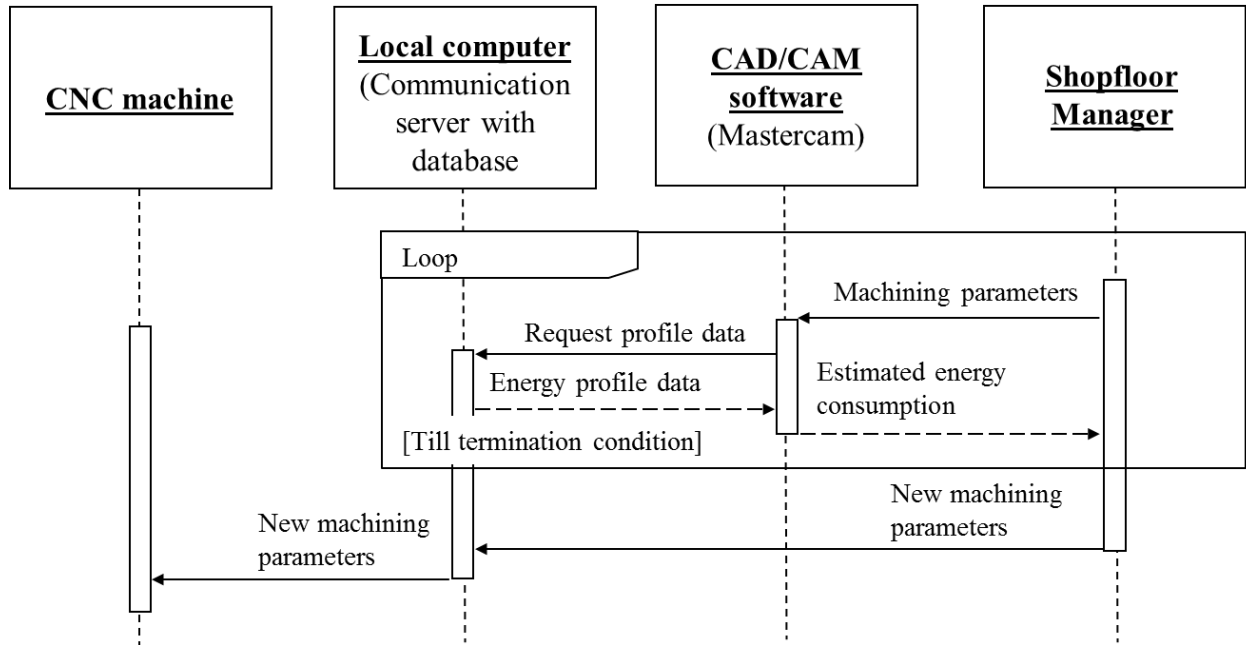 CNC machine
Local computer
(Communication
server with
database
CAD/CAM
software
(Mastercam)
Shopfloor
Manager
Loop
Machining parameters
Request profile data
Energy profile data
Estimated energy
consumption
[Till termination condition]
New machining
parameters
New machining
parameters